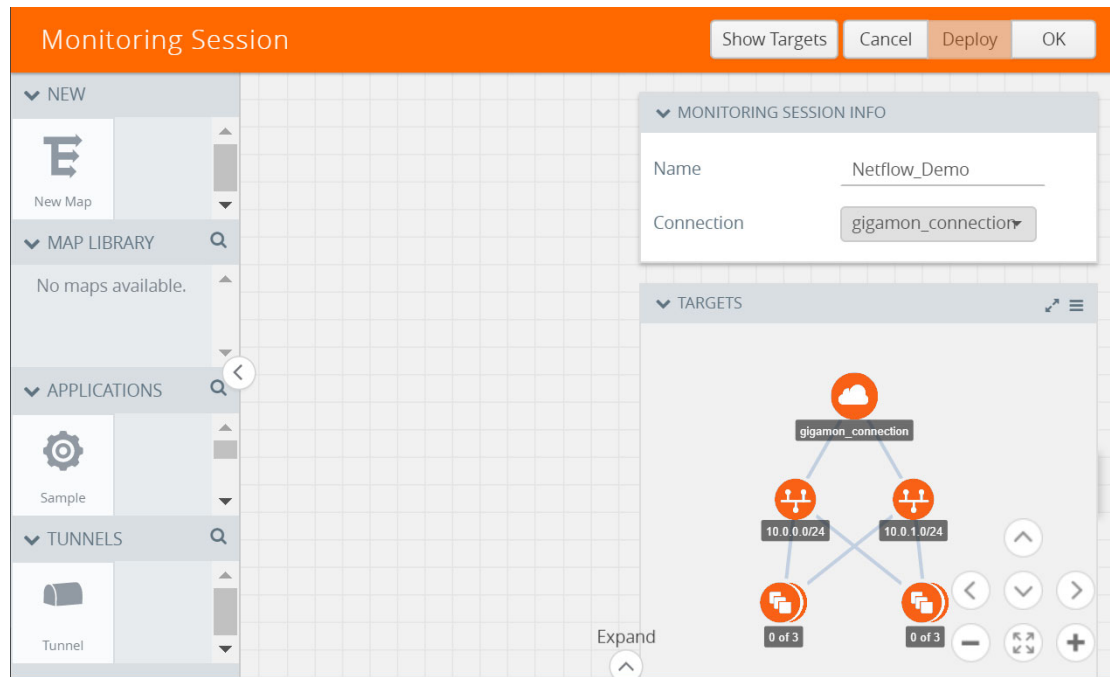 Monitoring Session
Show Targets
Cancel
Deploy
OK
NEW
New Map
MAP LIBRARY
No maps available.
APPLICATIONS
Sample
TUNNELS
Tunnel
MONITORING SESSION INFO
Name
Netflow_Demo
Connection
gigamon_connection
TARGETS
gigamon_connection
10.0.0.0/24
10.0.1.0/24
0 of 3
0 of 3
Expand